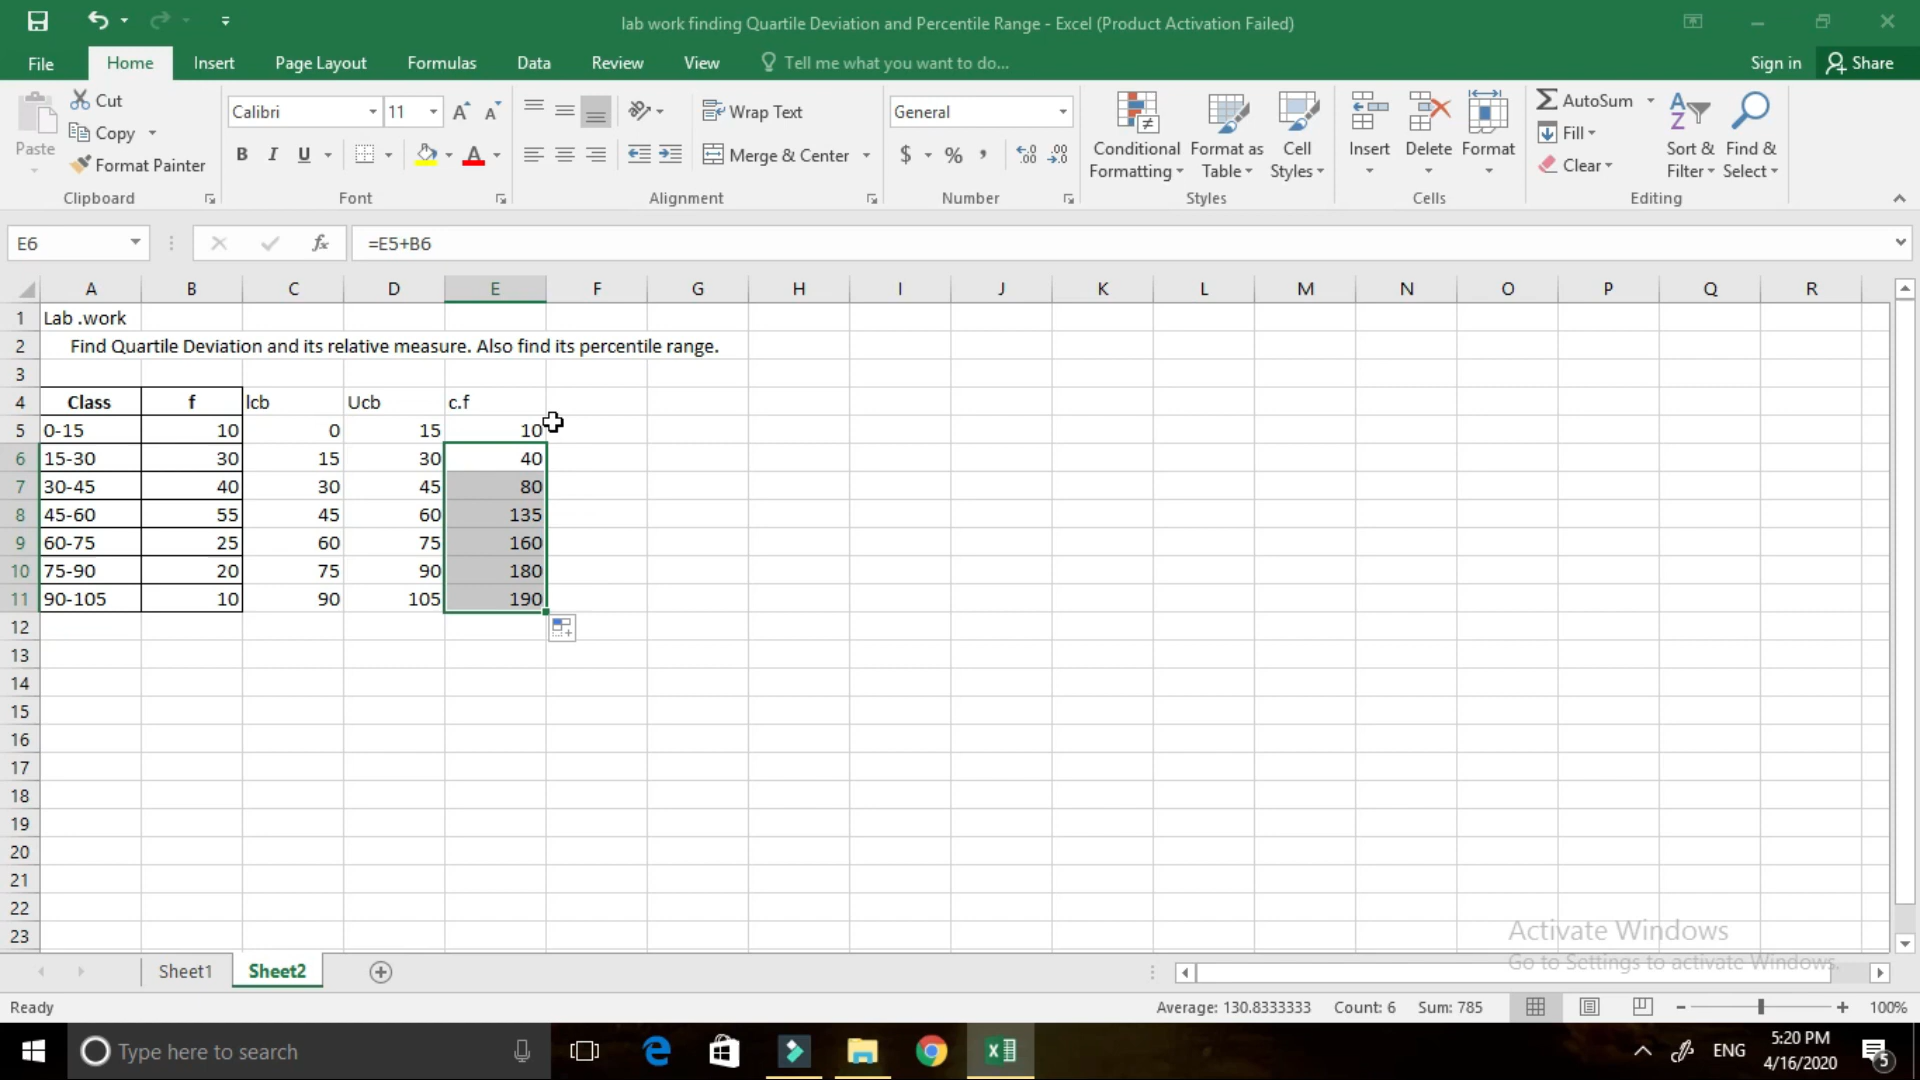 lab work finding Quartile Deviation and Percentile Range - Excel (Product Activation Failed)
File Home Insert Page Layout Formulas Data Review View Tell me what you want to do... Sign in Share
Paste Cut
Copy
Format Painter
Clipboard
Calibri 11
B I U A
Font
Wrap Text
Merge & Center
Alignment
General
$ % ,
Number
Conditional Formatting
Format as Table
Cell Styles
Styles
Insert Delete Format
Cells
AutoSum
Fill
Clear
Sort & Filter
Find & Select
Editing
E6 fx =E5+B6
A B C D E F G H I J K L M N O P Q R
1 Lab .work
2 Find Quartile Deviation and its relative measure. Also find its percentile range.
3
4 Class f lcb Ucb c.f
5 0-15 10 0 15 10
6 15-30 30 15 30 40
7 30-45 40 30 45 80
8 45-60 55 45 60 135
9 60-75 25 60 75 160
10 75-90 20 75 90 180
11 90-105 10 90 105 190
12
13
14
15
16
17
18
19
20
21
22
23
Activate Windows
Go to Settings to activate Windows.
Sheet1 Sheet2
Ready Average: 130.8333333 Count: 6 Sum: 785 100%
Type here to search ENG 5:20 PM
4/16/2020 5